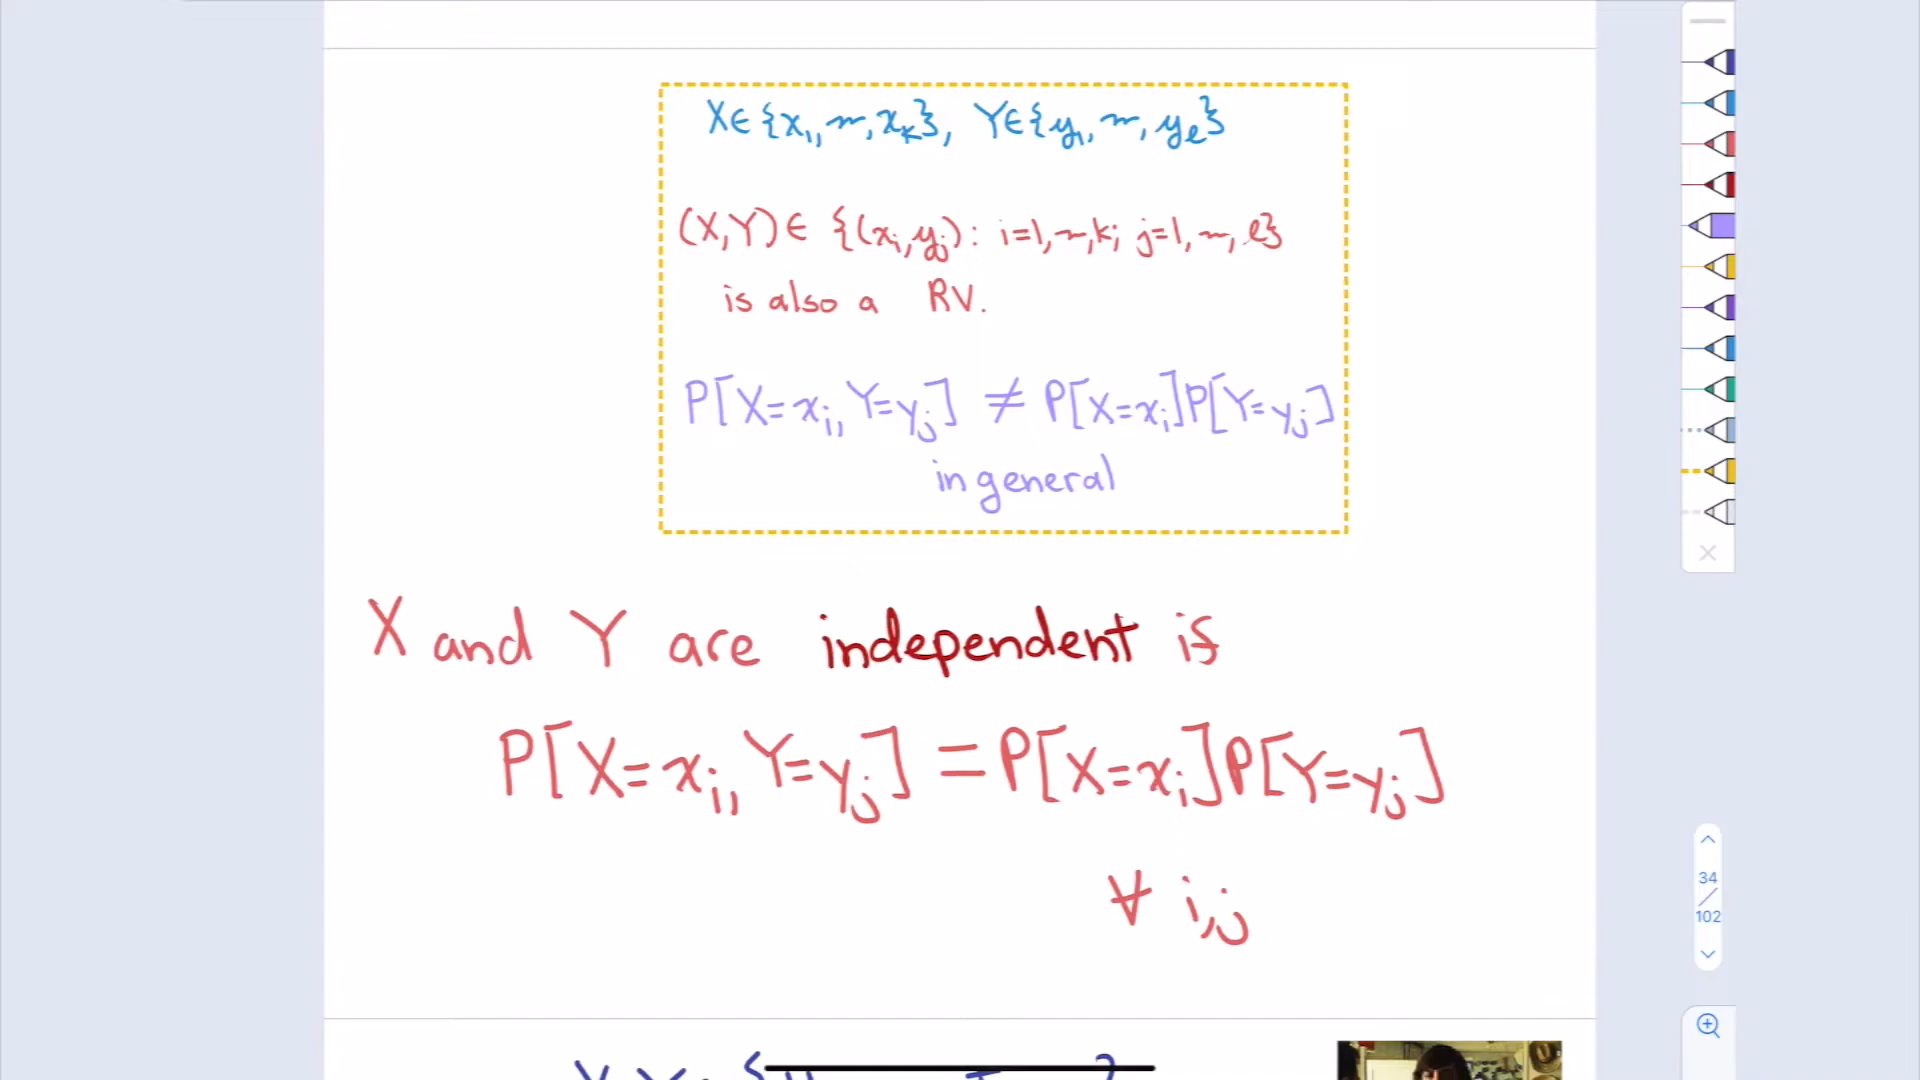 X∈{x₁,~,xₖ}, Y∈{y₁,~,yₗ}
(X,Y)∈ {(xᵢ,yⱼ): i=1,~,k; j=1,~,ℓ}
is also a RV.
P[X=xᵢ,Y=yⱼ] ≠ P[X=xᵢ]P[Y=yⱼ]
in general
X and Y are independent if
P[X=xᵢ,Y=yⱼ] = P[X=xᵢ]P[Y=yⱼ]
∀ i,j
34
/
102